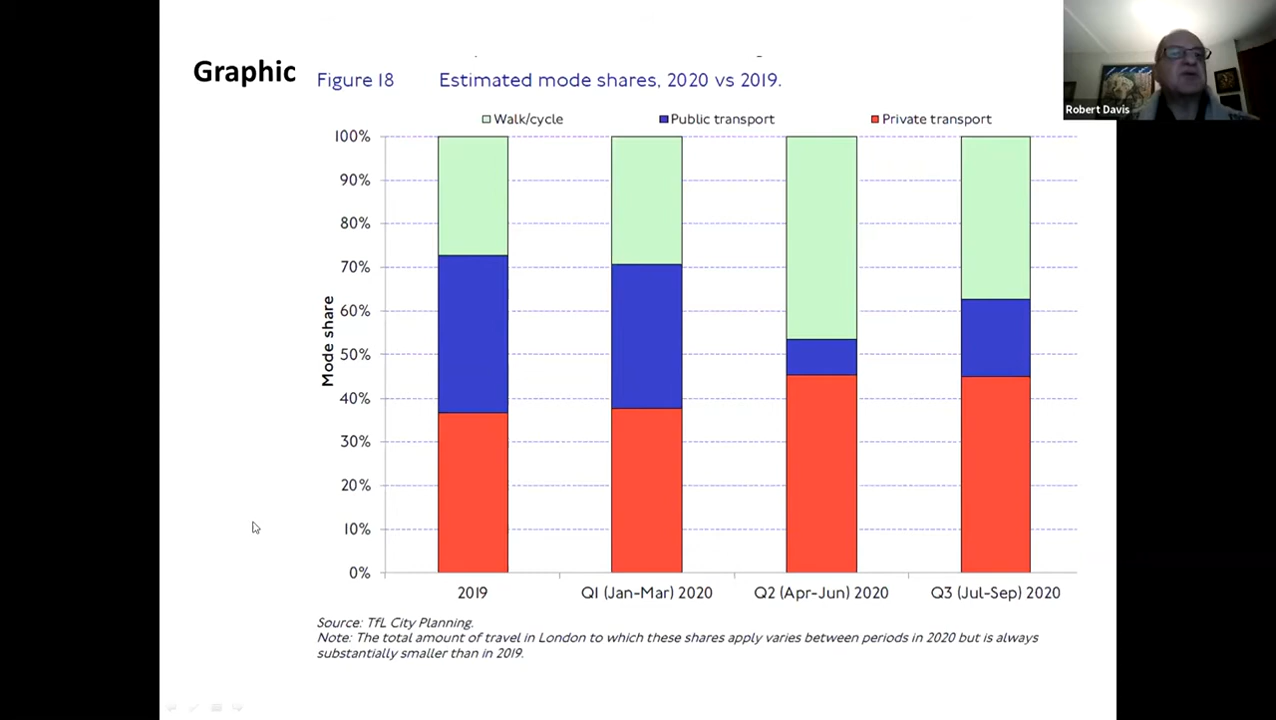 Graphic
Figure 18 Estimated mode shares, 2020 vs 2019.
Walk/cycle Public transport Private transport
100%
90%
80%
70%
60%
50%
40%
30%
20%
10%
0%
Mode share
2019 Q1 (Jan-Mar) 2020 Q2 (Apr-Jun) 2020 Q3 (Jul-Sep) 2020
Source: TfL City Planning.
Note: The total amount of travel in London to which these shares apply varies between periods in 2020 but is always
substantially smaller than in 2019.
Robert Davis